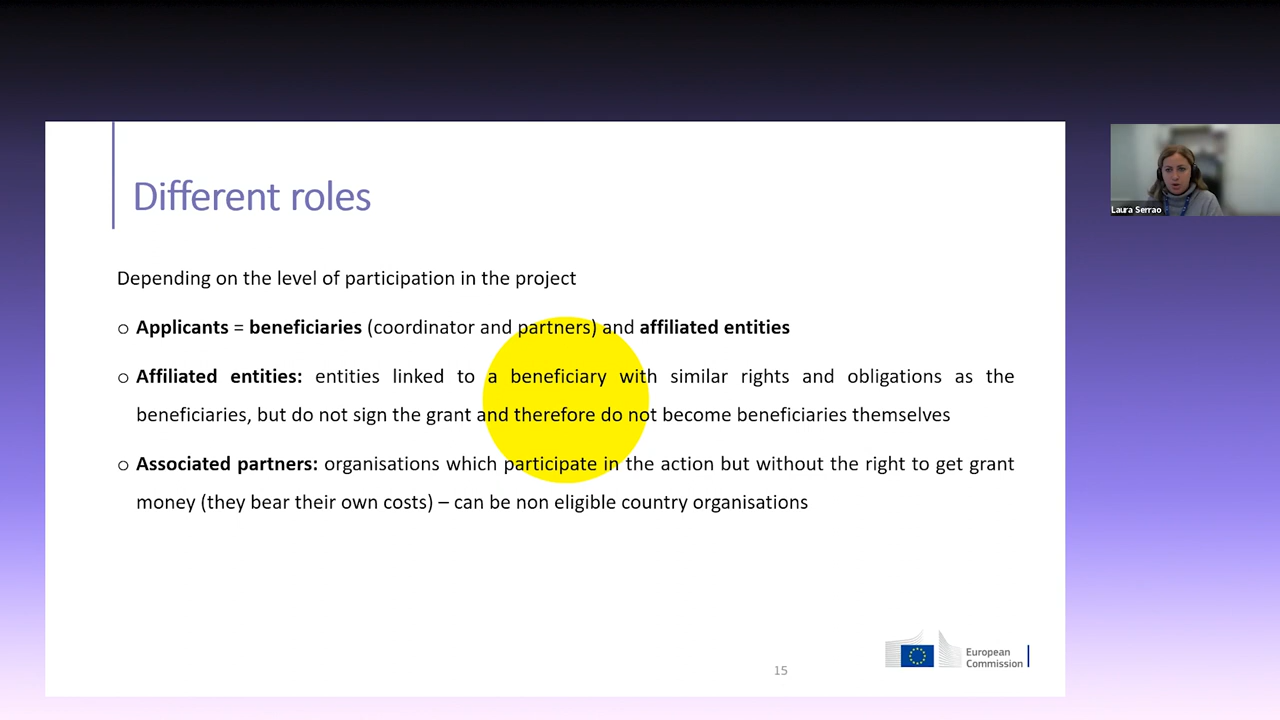 Different roles
Depending on the level of participation in the project
o Applicants = beneficiaries (coordinator and partners) and affiliated entities
o Affiliated entities: entities linked to a beneficiary with similar rights and obligations as the
beneficiaries, but do not sign the grant and therefore do not become beneficiaries themselves
o Associated partners: organisations which participate in the action but without the right to get grant
money (they bear their own costs) – can be non eligible country organisations
15
European
Commission
Laura Serrao